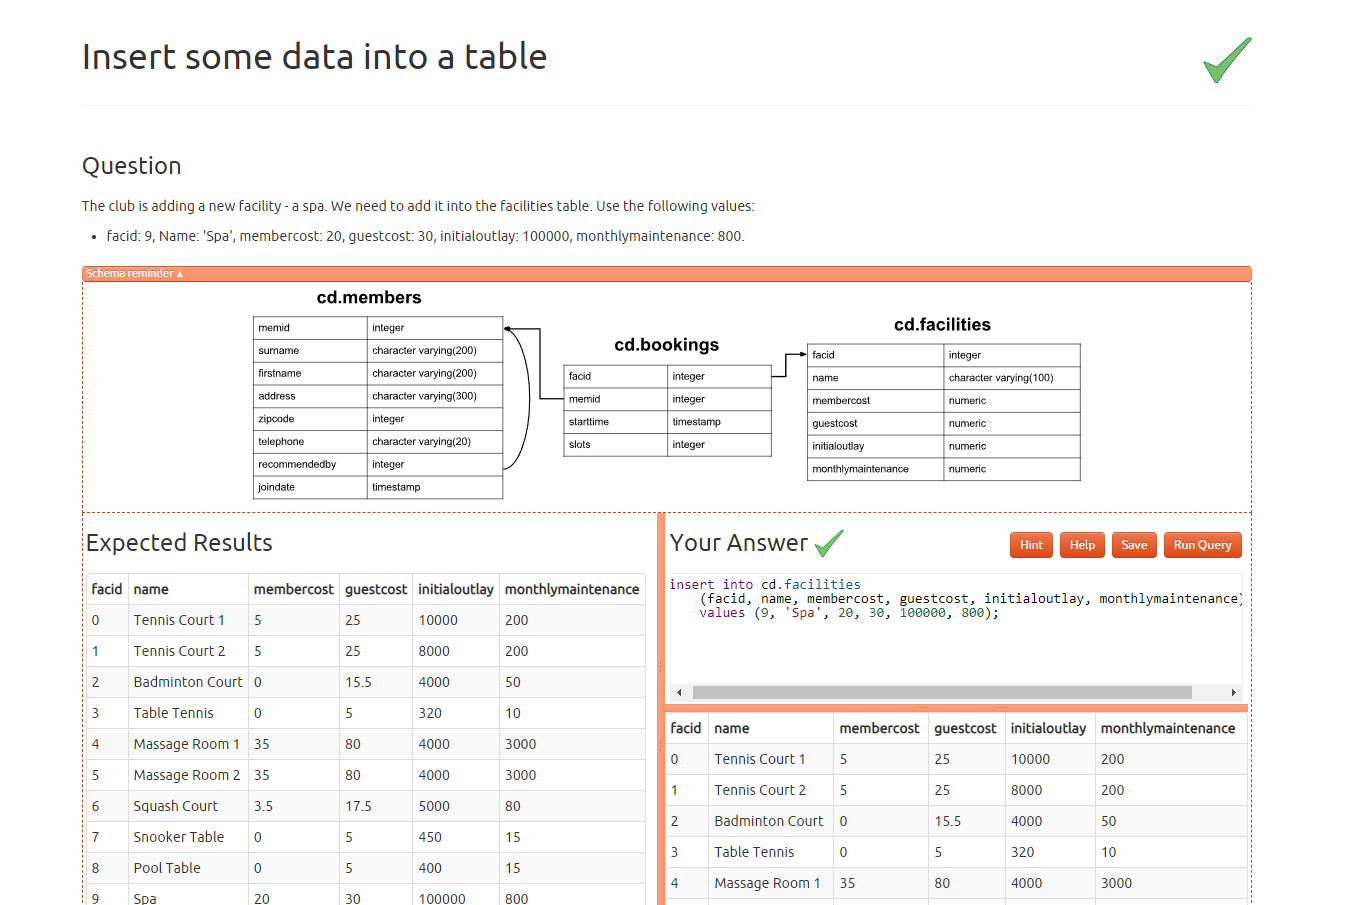 Insert some data into a table
Question
The club is adding a new facility - a spa. We need to add it into the facilities table. Use the following values:
• facid: 9, Name: 'Spa', membercost: 20, guestcost: 30, initialoutlay: 100000, monthlymaintenance: 800.
Schema reminder ▲
cd.members
memid integer
surname character varying(200)
firstname character varying(200)
address character varying(300)
zipcode integer
telephone character varying(20)
recommendedby integer
joindate timestamp
cd.bookings
facid integer
memid integer
starttime timestamp
slots integer
cd.facilities
facid integer
name character varying(100)
membercost numeric
guestcost numeric
initialoutlay numeric
monthlymaintenance numeric
Expected Results
facid name membercost guestcost initialoutlay monthlymaintenance
0 Tennis Court 1 5 25 10000 200
1 Tennis Court 2 5 25 8000 200
2 Badminton Court 0 15.5 4000 50
3 Table Tennis 0 5 320 10
4 Massage Room 1 35 80 4000 3000
5 Massage Room 2 35 80 4000 3000
6 Squash Court 3.5 17.5 5000 80
7 Snooker Table 0 5 450 15
8 Pool Table 0 5 400 15
9 Spa 20 30 100000 800
Your Answer
Hint Help Save Run Query
insert into cd.facilities
(facid, name, membercost, guestcost, initialoutlay, monthlymaintenance)
values (9, 'Spa', 20, 30, 100000, 800);
facid name membercost guestcost initialoutlay monthlymaintenance
0 Tennis Court 1 5 25 10000 200
1 Tennis Court 2 5 25 8000 200
2 Badminton Court 0 15.5 4000 50
3 Table Tennis 0 5 320 10
4 Massage Room 1 35 80 4000 3000